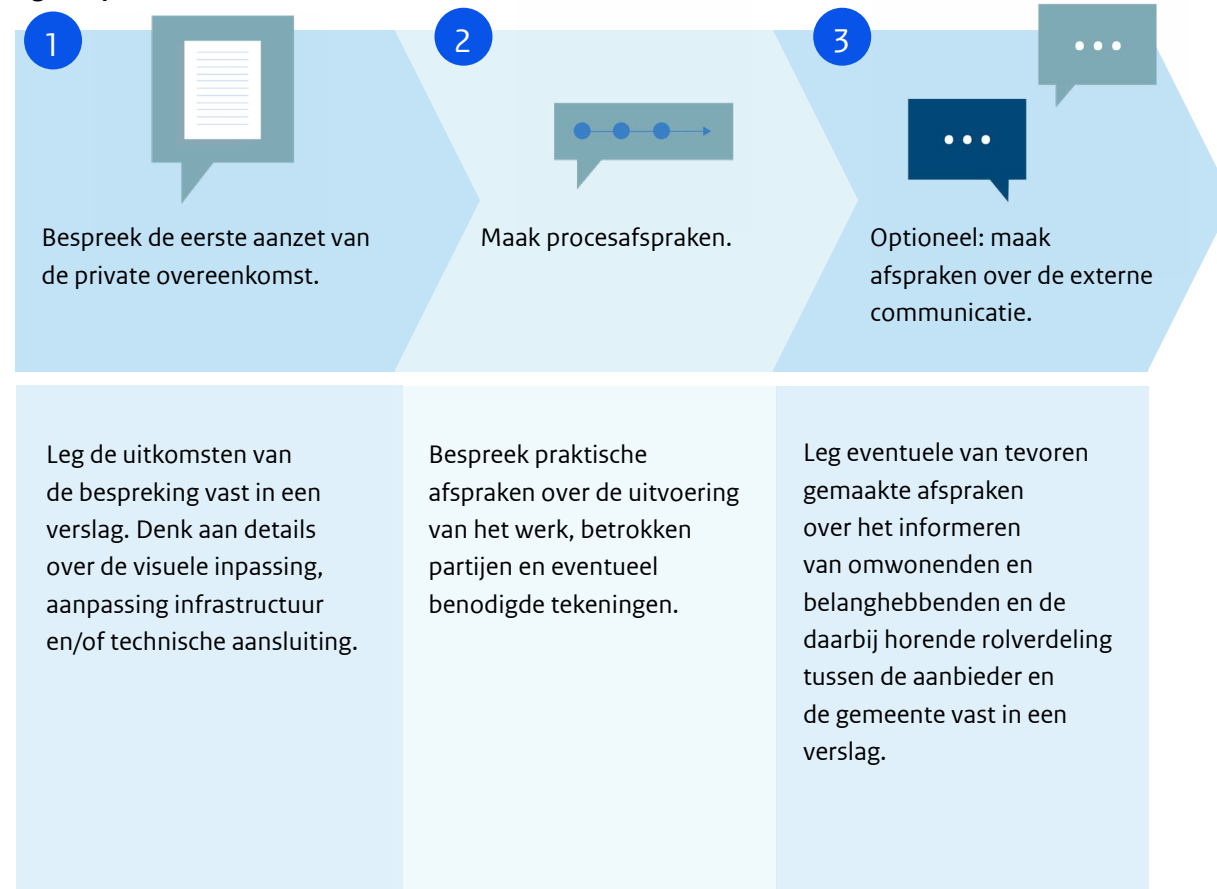 1
Bespreek de eerste aanzet van
de private overeenkomst.
2
Maak procesafspraken.
3
Optioneel: maak
afspraken over de externe
communicatie.
Leg de uitkomsten van
de bespreking vast in een
verslag. Denk aan details
over de visuele inpassing,
aanpassing infrastructuur
en/of technische aansluiting.
Bespreek praktische
afspraken over de uitvoering
van het werk, betrokken
partijen en eventueel
benodigde tekeningen.
Leg eventuele van tevoren
gemaakte afspraken
over het informeren
van omwonenden en
belanghebbenden en de
daarbij horende rolverdeling
tussen de aanbieder en
de gemeente vast in een
verslag.